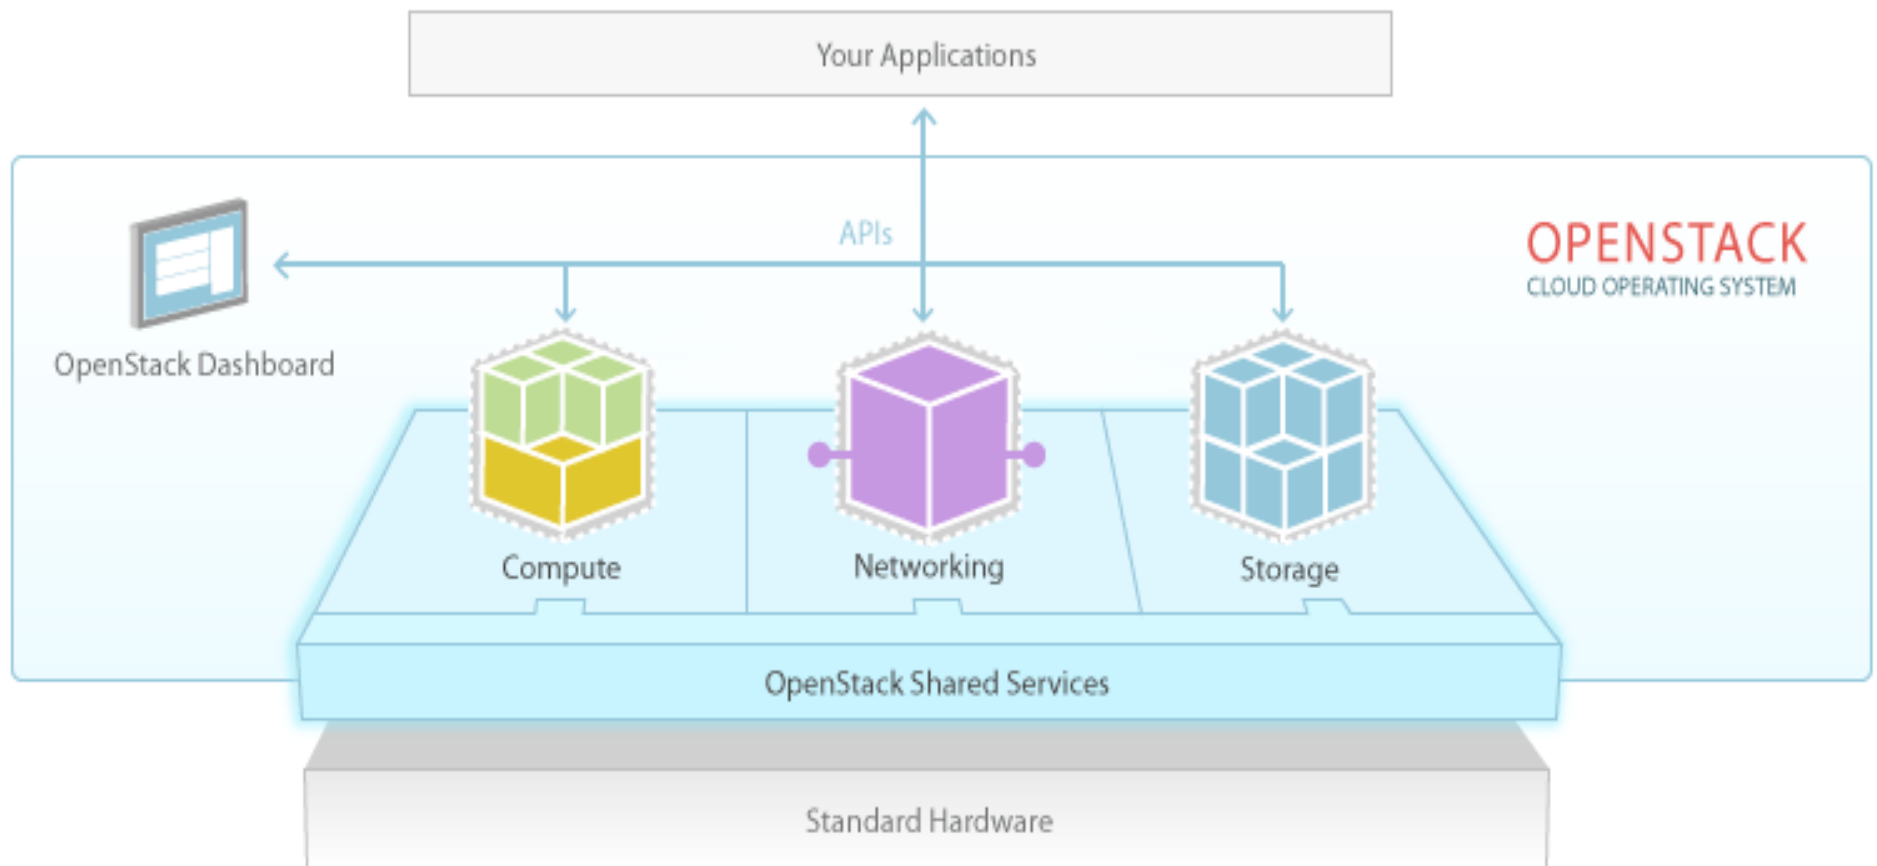 Your Applications
APIs
OPENSTACK
CLOUD OPERATING SYSTEM
OpenStack Dashboard
Compute
Networking
Storage
OpenStack Shared Services
Standard Hardware